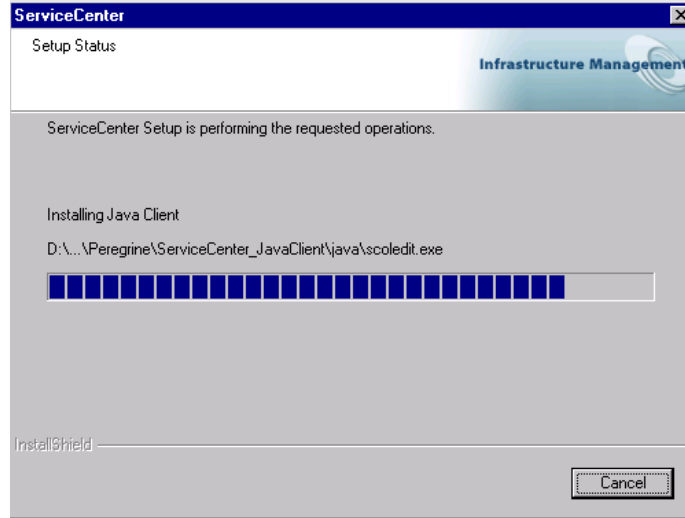 ServiceCenter
Setup Status
Infrastructure Management
ServiceCenter Setup is performing the requested operations.
Installing Java Client
D:\...\Peregrine\ServiceCenter_JavaClient\java\scoledit.exe
InstallShield
Cancel